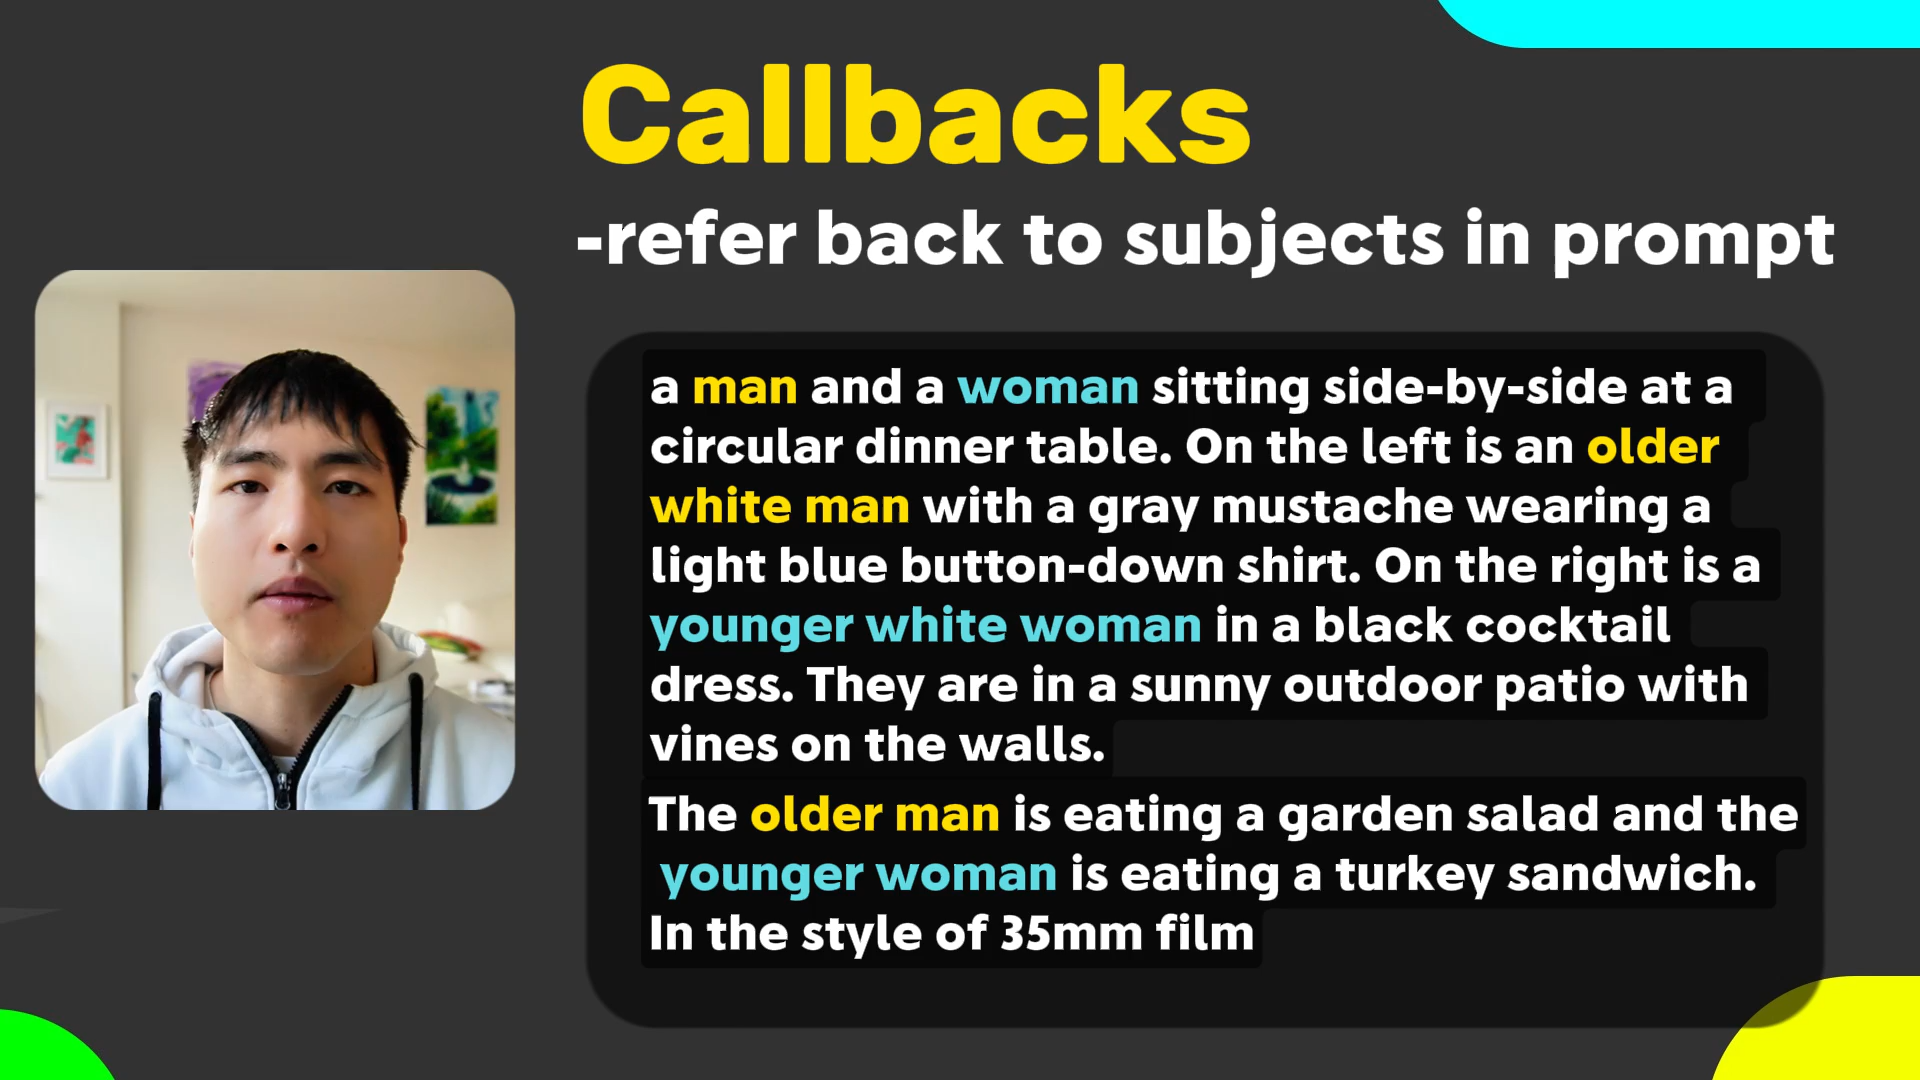 Callbacks
-refer back to subjects in prompt
a man and a woman sitting side-by-side at a
circular dinner table. On the left is an older
white man with a gray mustache wearing a
light blue button-down shirt. On the right is a
younger white woman in a black cocktail
dress. They are in a sunny outdoor patio with
vines on the walls.
The older man is eating a garden salad and the
younger woman is eating a turkey sandwich.
In the style of 35mm film